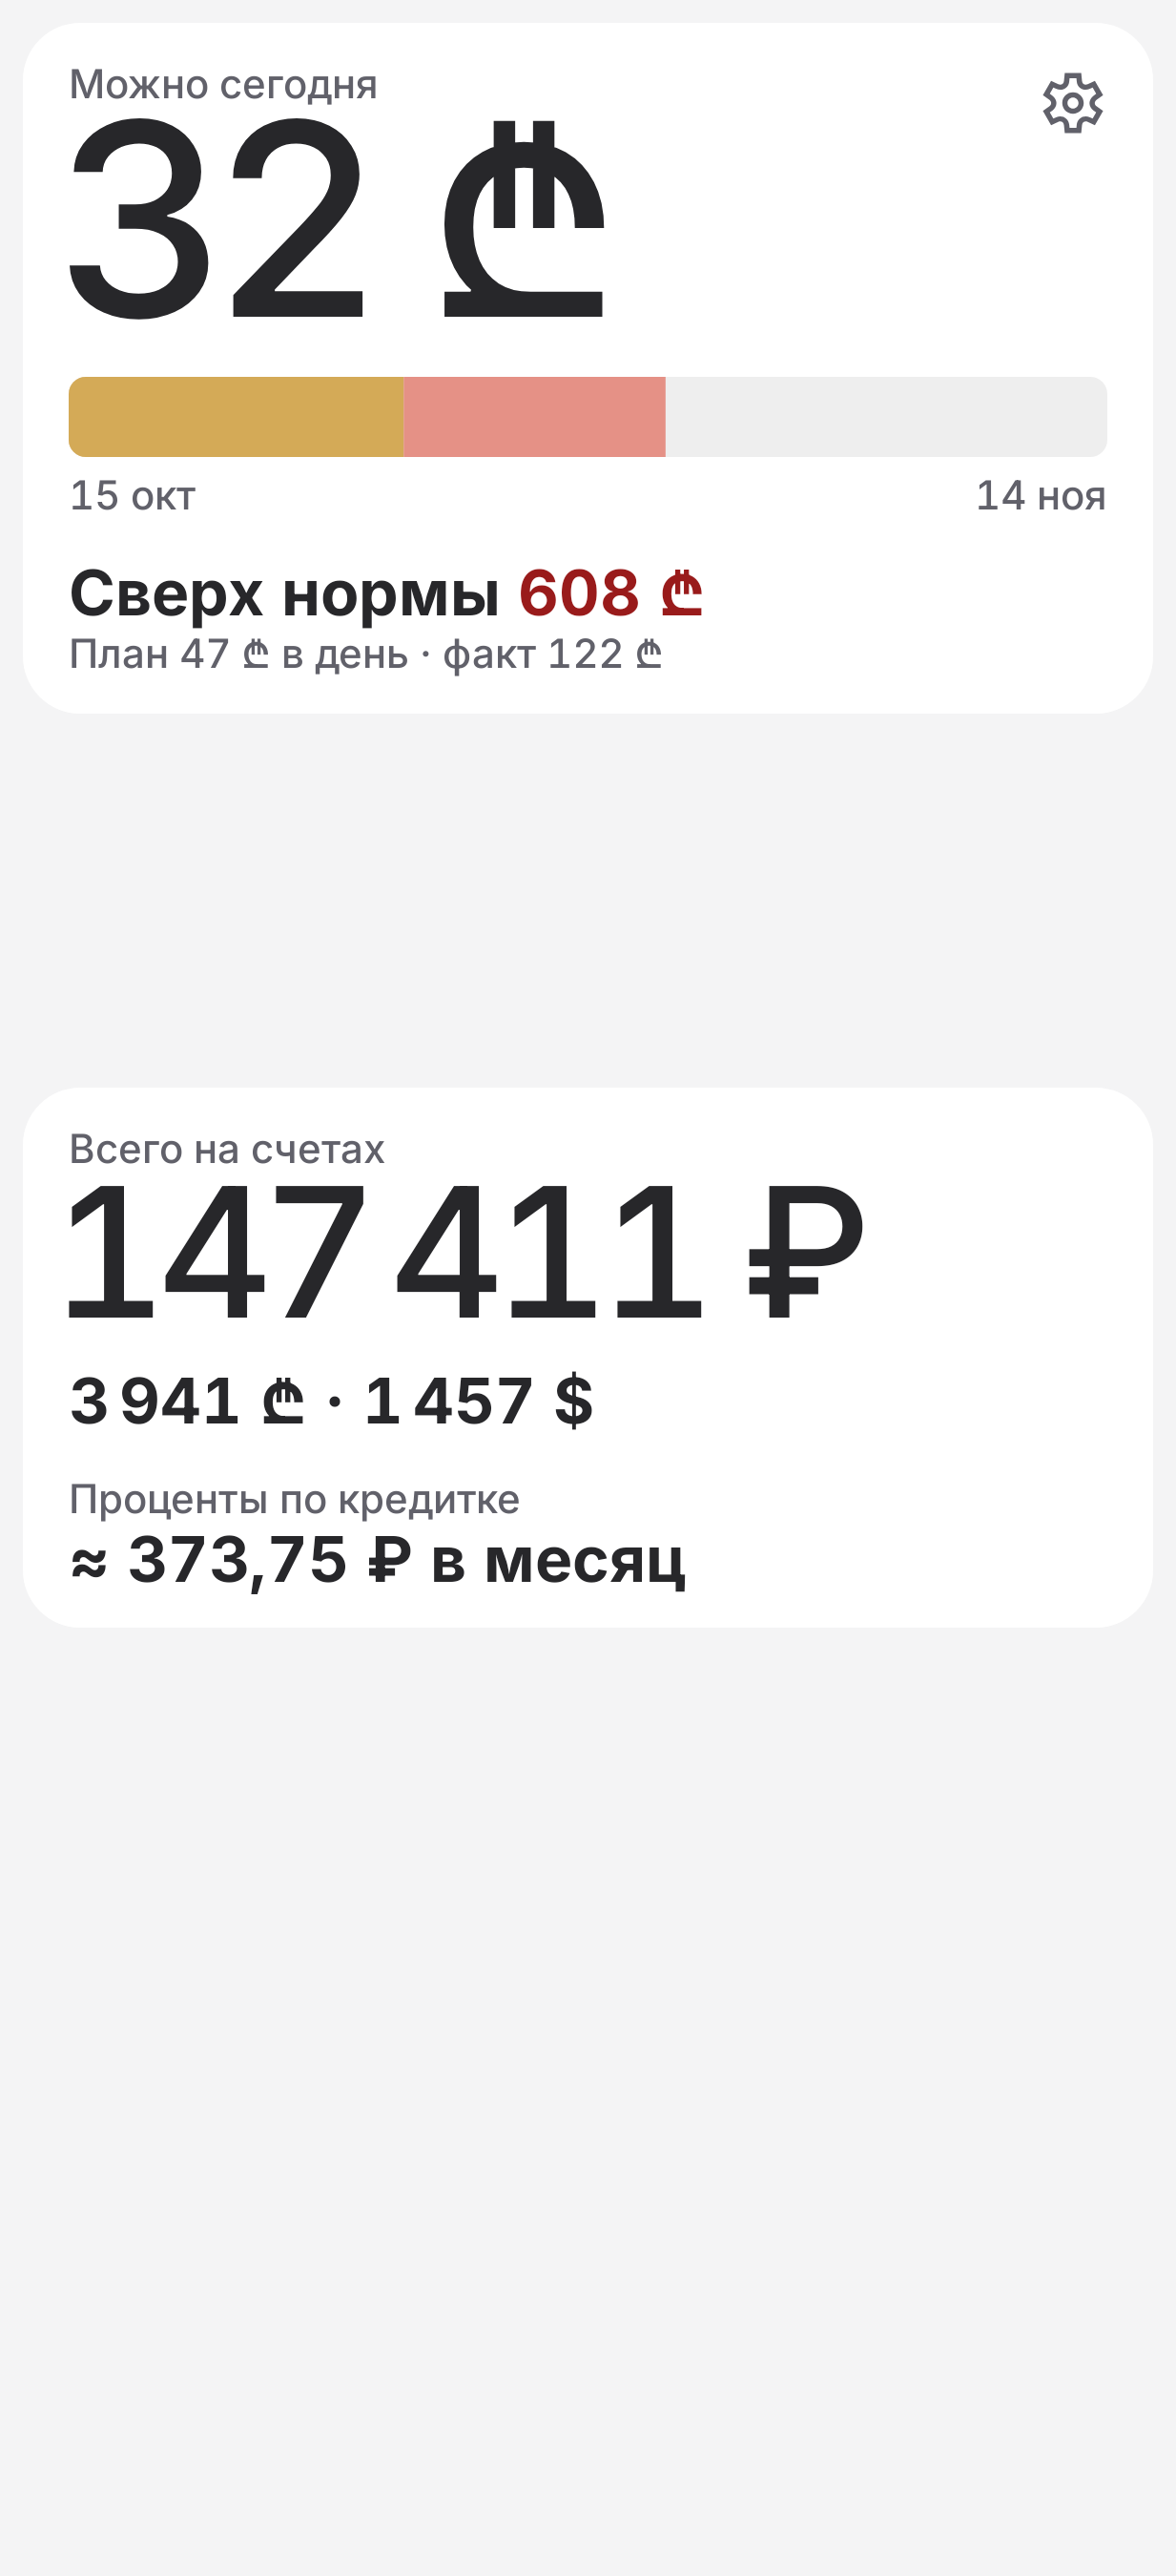 Можно сегодня
32 ₾
15 окт
14 ноя
Сверх нормы 608 ₾
План 47 ₾ в день · факт 122 ₾
Всего на счетах
147 411 ₽
3 941 ₾ · 1 457 $
Проценты по кредитке
≈ 373,75 ₽ в месяц